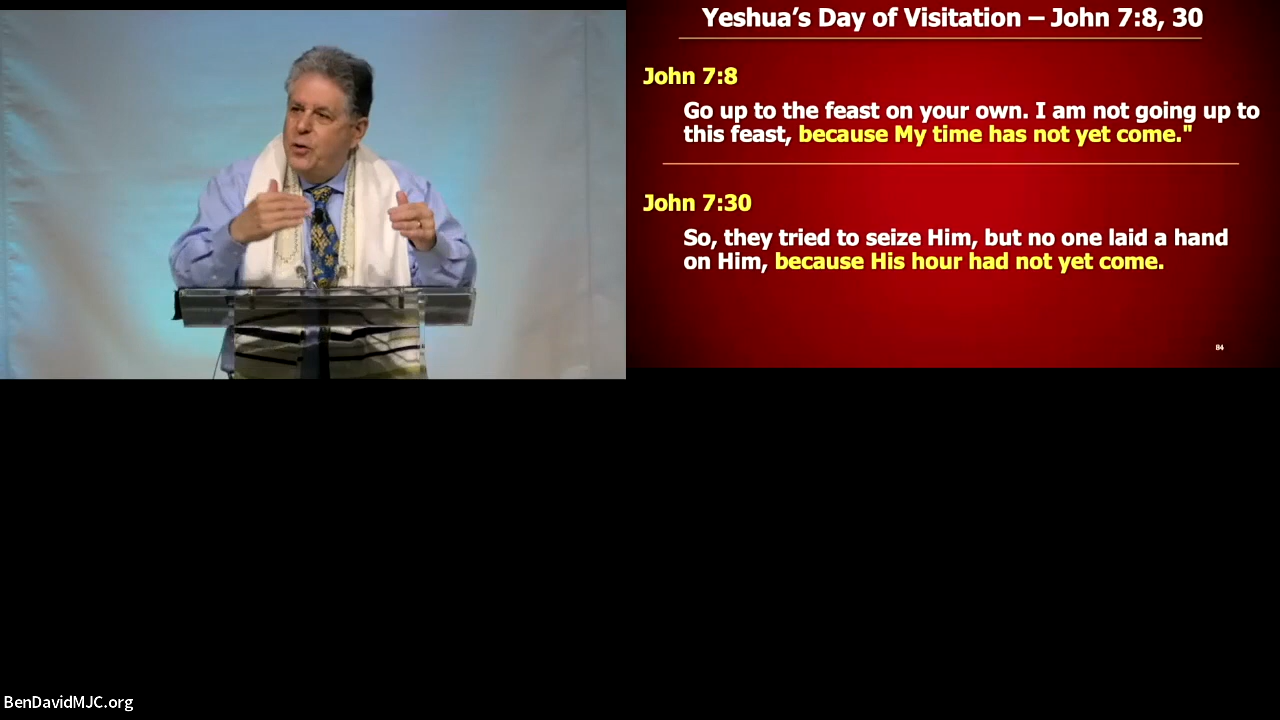 Yeshua’s Day of Visitation – John 7:8, 30
John 7:8
Go up to the feast on your own. I am not going up to
this feast, because My time has not yet come."
John 7:30
So, they tried to seize Him, but no one laid a hand
on Him, because His hour had not yet come.
84
BenDavidMJC.org